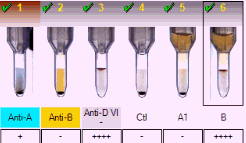 1 2 3 4 5 6
Anti-A Anti-B Anti-D VI - Ctl A1 B
+ - ++++ - - ++++